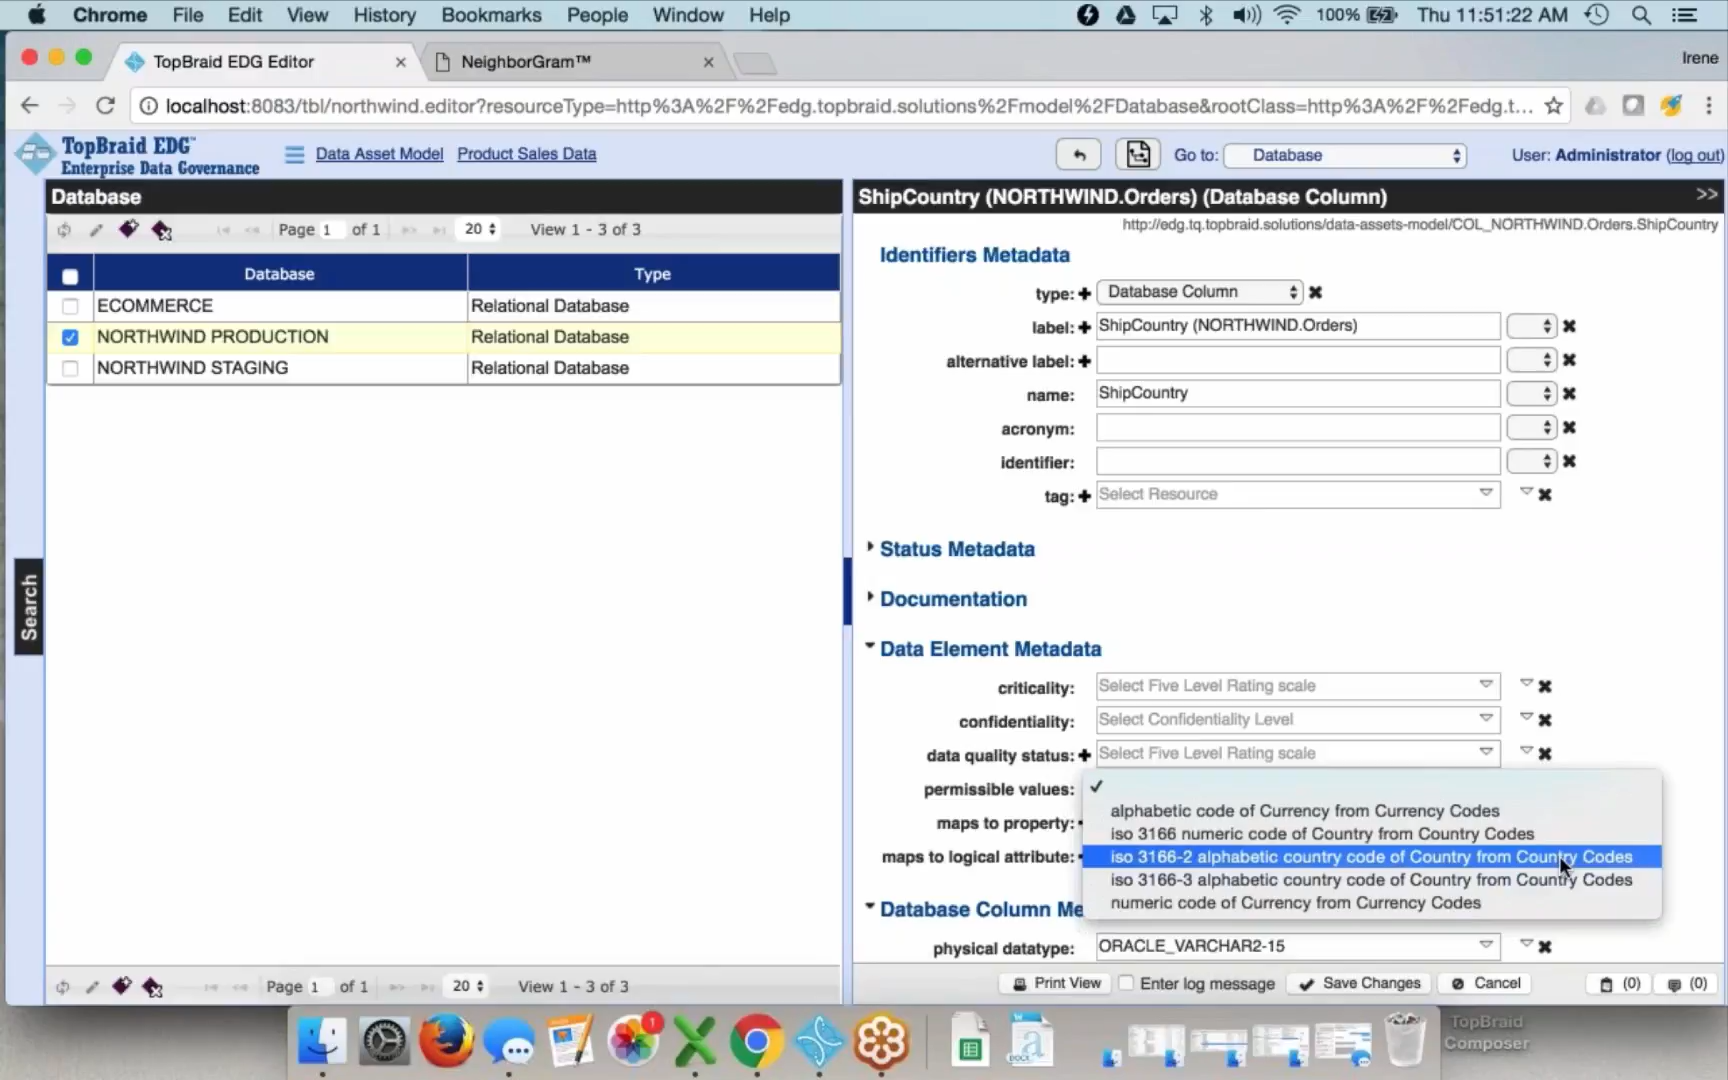 Chrome File Edit View History Bookmarks People Window Help 100% Thu 11:51:22 AM
TopBraid EDG Editor NeighborGram™ Irene
localhost:8083/tbl/northwind.editor?resourceType=http%3A%2F%2Fedg.topbraid.solutions%2Fmodel%2FDatabase&rootClass=http%3A%2F%2Fedg.t...
TopBraid EDG™
Enterprise Data Governance
Data Asset Model Product Sales Data Go to: Database User: Administrator (log out)
Database
Page 1 of 1 20 View 1 - 3 of 3
Database Type
ECOMMERCE Relational Database
NORTHWIND PRODUCTION Relational Database
NORTHWIND STAGING Relational Database
Page 1 of 1 20 View 1 - 3 of 3
Search
ShipCountry (NORTHWIND.Orders) (Database Column) >>
http://edg.tq.topbraid.solutions/data-assets-model/COL_NORTHWIND.Orders.ShipCountry
Identifiers Metadata
type: Database Column
label: ShipCountry (NORTHWIND.Orders)
alternative label:
name: ShipCountry
acronym:
identifier:
tag: Select Resource
Status Metadata
Documentation
Data Element Metadata
criticality: Select Five Level Rating scale
confidentiality: Select Confidentiality Level
data quality status: Select Five Level Rating scale
permissible values:
alphabetic code of Currency from Currency Codes
maps to property: iso 3166 numeric code of Country from Country Codes
maps to logical attribute: iso 3166-2 alphabetic country code of Country from Country Codes
iso 3166-3 alphabetic country code of Country from Country Codes
numeric code of Currency from Currency Codes
Database Column Me
physical datatype: ORACLE_VARCHAR2-15
Print View Enter log message Save Changes Cancel (0) (0)
1
TopBraid
Composer